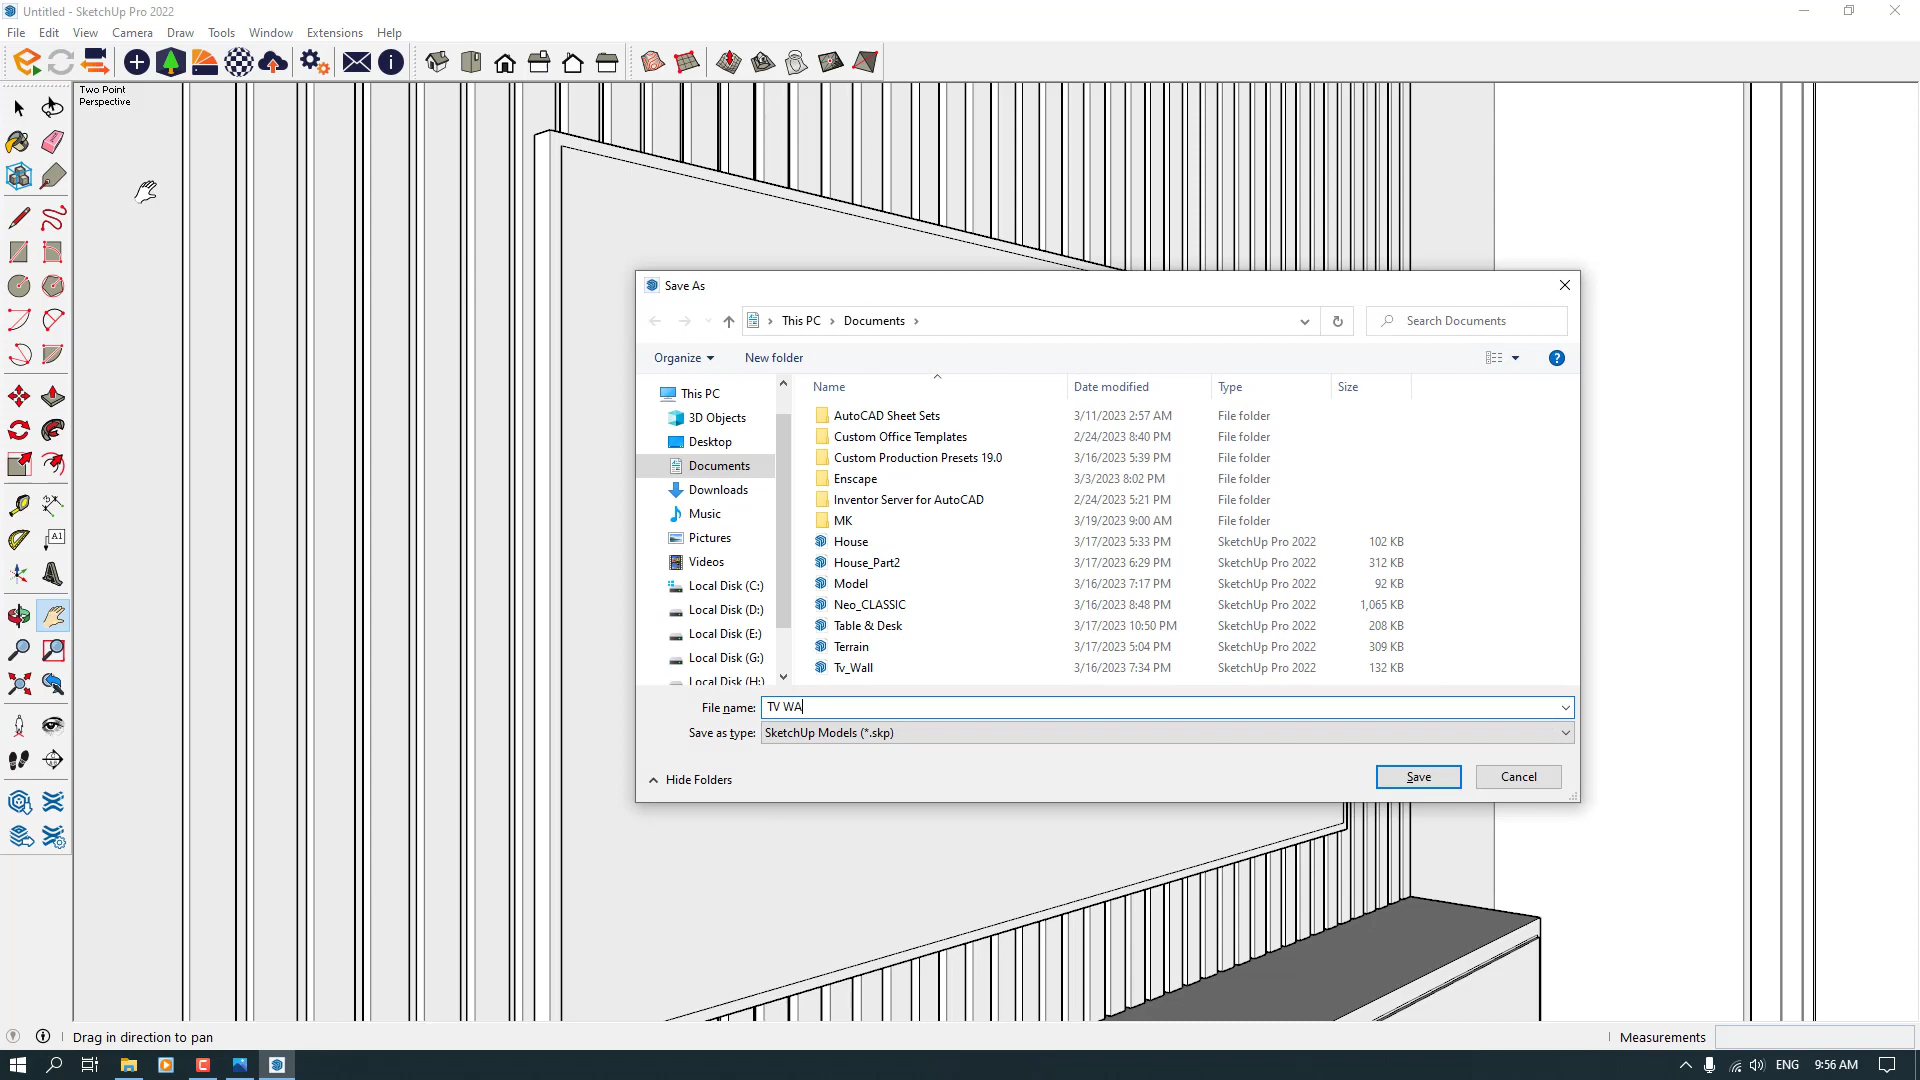 Untitled - SketchUp Pro 2022
File Edit View Camera Draw Tools Window Extensions Help
Two Point
Perspective
Save As
This PC Documents
Search Documents
Organize New folder
Name Date modified Type Size
This PC
3D Objects
Desktop
Documents
Downloads
Music
Pictures
Videos
Local Disk (C:)
Local Disk (D:)
Local Disk (E:)
Local Disk (G:)
Local Disk (H:)
AutoCAD Sheet Sets 3/11/2023 2:57 AM File folder
Custom Office Templates 2/24/2023 8:40 PM File folder
Custom Production Presets 19.0 3/16/2023 5:39 PM File folder
Enscape 3/3/2023 8:02 PM File folder
Inventor Server for AutoCAD 2/24/2023 5:21 PM File folder
MK 3/19/2023 9:00 AM File folder
House 3/17/2023 5:33 PM SketchUp Pro 2022 102 KB
House_Part2 3/17/2023 6:29 PM SketchUp Pro 2022 312 KB
Model 3/16/2023 7:17 PM SketchUp Pro 2022 92 KB
Neo_CLASSIC 3/16/2023 8:48 PM SketchUp Pro 2022 1,065 KB
Table & Desk 3/17/2023 10:50 PM SketchUp Pro 2022 208 KB
Terrain 3/17/2023 5:04 PM SketchUp Pro 2022 309 KB
Tv_Wall 3/16/2023 7:34 PM SketchUp Pro 2022 132 KB
File name: TV WA
Save as type: SketchUp Models (*.skp)
Hide Folders
Save Cancel
A1
Drag in direction to pan
Measurements
ENG 9:56 AM